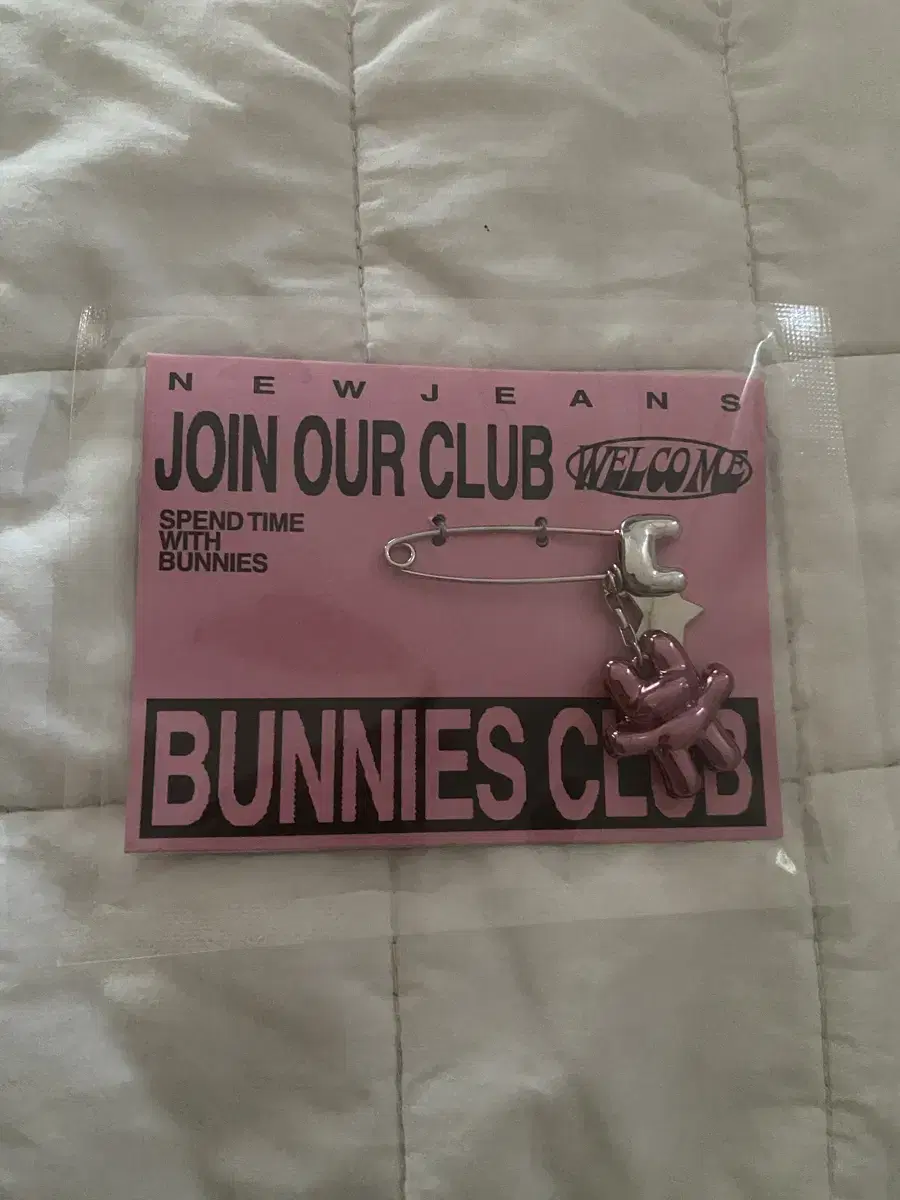 NEWJEANS
JOIN OUR CLUB WELCOME
SPEND TIME
WITH
BUNNIES
BUNNIES CLUB